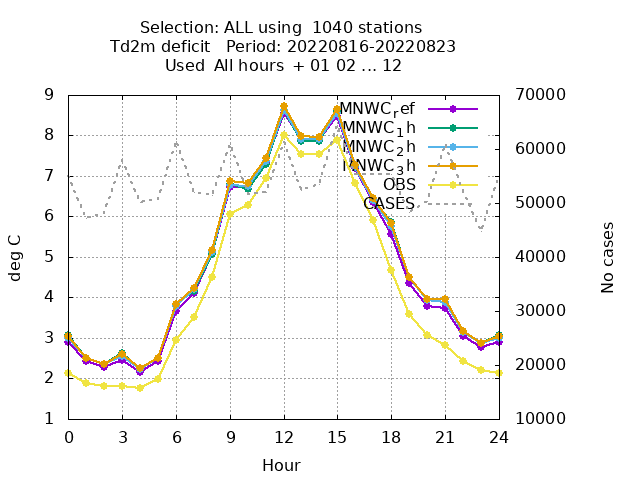 Selection: ALL using  1040 stations
Td2m deficit   Period: 20220816-20220823
Used  All hours  + 01 02 ... 12
9
8
7
6
5
4
3
2
1
70000
60000
50000
40000
30000
20000
10000
deg C
No cases
MNWC_ref
MNWC_1h
MNWC_2h
MNWC_3h
OBS
CASES
0 3 6 9 12 15 18 21 24
Hour